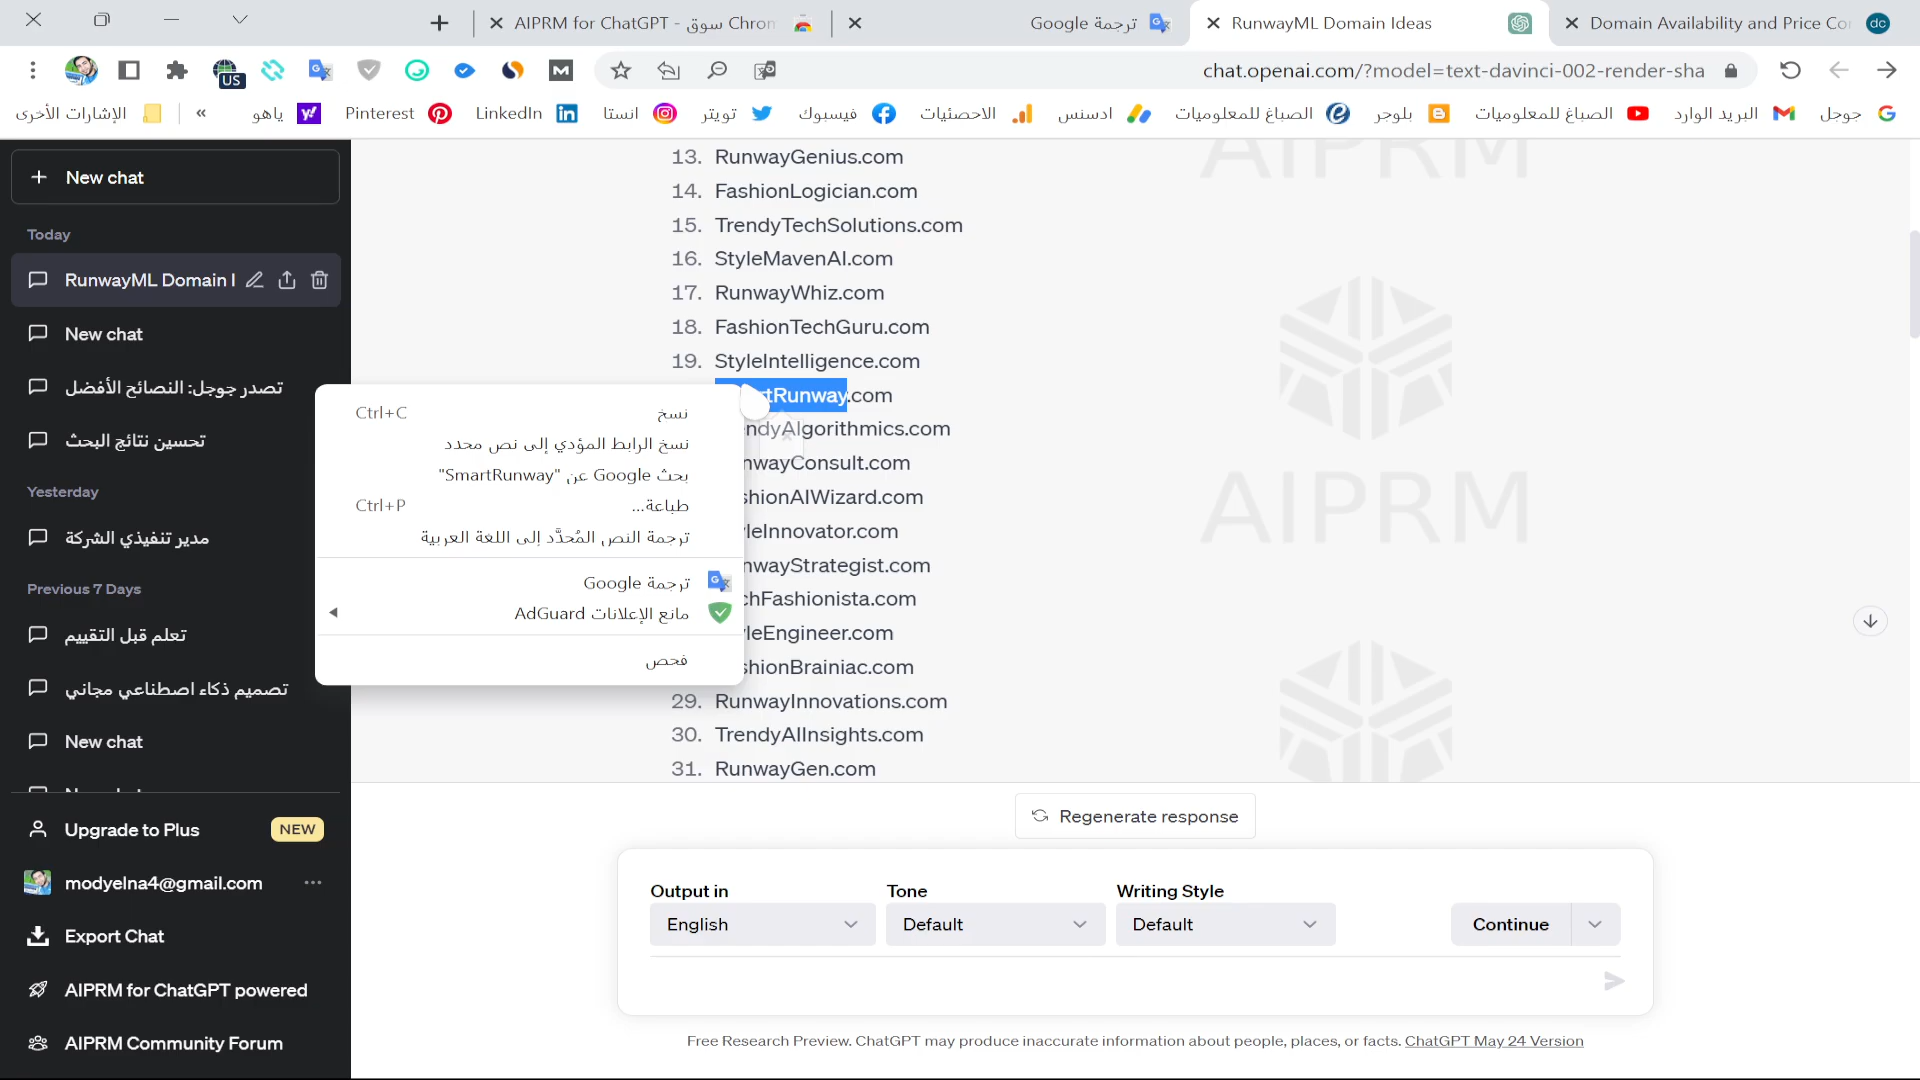 AIPRM for ChatGPT - سوق Chron
ترجمة Google
RunwayML Domain Ideas
Domain Availability and Price Co
dc
US
chat.openai.com/?model=text-davinci-002-render-sha
الإشارات الأخرى
«
ياهو
Pinterest
LinkedIn
انستا
تويتر
فيسبوك
الاحصئيات
ادسنس
الصباغ للمعلوميات
بلوجر
الصباغ للمعلوميات
البريد الوارد
جوجل
New chat
Today
RunwayML Domain I
New chat
تصدر جوجل: النصائح الأفضل
تحسين نتائج البحث
Yesterday
مدير تنفيذي الشركة
Previous 7 Days
تعلم قبل التقييم
تصميم ذكاء اصطناعي مجاني
New chat
Upgrade to Plus
NEW
modyelna4@gmail.com
Export Chat
AIPRM for ChatGPT powered
AIPRM Community Forum
13. RunwayGenius.com
14. FashionLogician.com
15. TrendyTechSolutions.com
16. StyleMavenAI.com
17. RunwayWhiz.com
18. FashionTechGuru.com
19. StyleIntelligence.com
tRunway.com
ndyAlgorithmics.com
nwayConsult.com
shionAIWizard.com
leInnovator.com
nwayStrategist.com
chFashionista.com
leEngineer.com
shionBrainiac.com
29. RunwayInnovations.com
30. TrendyAIInsights.com
31. RunwayGen.com
نسخ Ctrl+C
نسخ الرابط المؤدي إلى نص محدد
بحث Google عن "SmartRunway"
طباعة... Ctrl+P
ترجمة النص المُحدَّد إلى اللغة العربية
ترجمة Google
مانع الإعلانات AdGuard
فحص
AIPRM
AIPRM
Regenerate response
Output in
Tone
Writing Style
English
Default
Default
Continue
Free Research Preview. ChatGPT may produce inaccurate information about people, places, or facts. ChatGPT May 24 Version